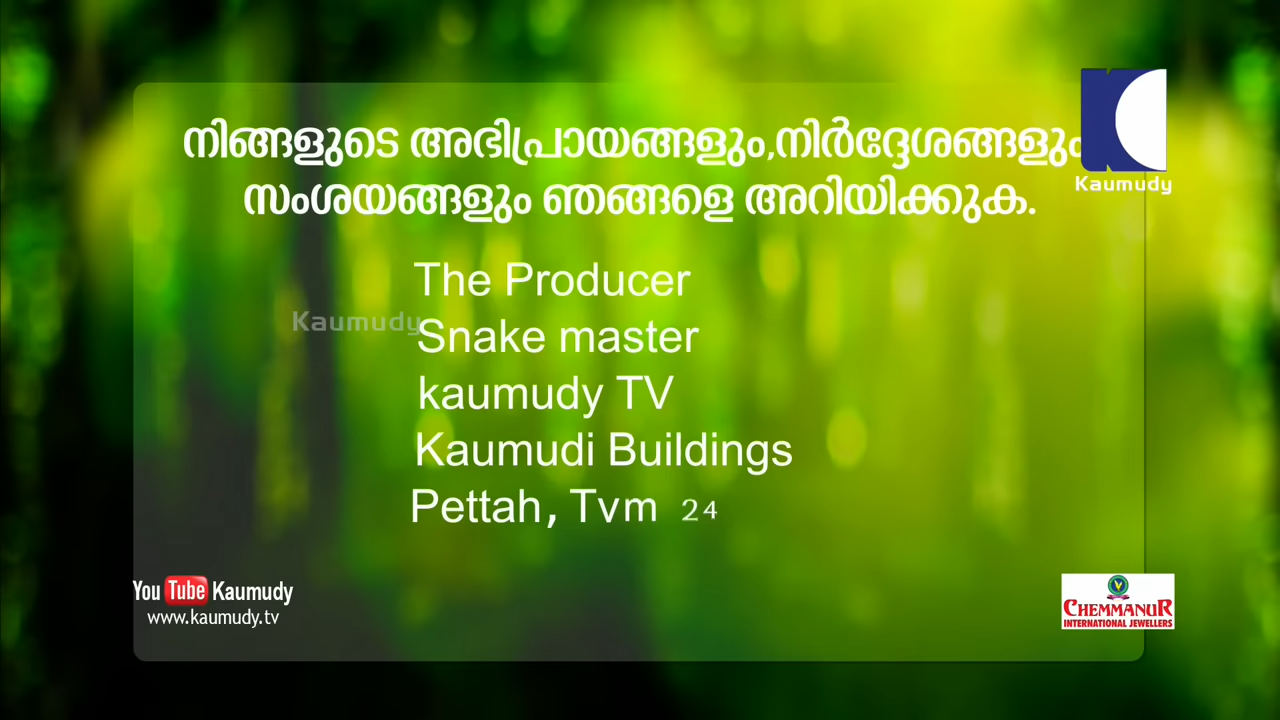 നിങ്ങളുടെ അഭിപ്രായങ്ങളും,നിർദ്ദേശങ്ങളും
സംശയങ്ങളും ഞങ്ങളെ അറിയിക്കുക.
Kaumudy
The Producer
Kaumudy
Snake master
kaumudy TV
Kaumudi Buildings
Pettah, Tvm 24
You Tube Kaumudy
www.kaumudy.tv
CHEMMANUR
INTERNATIONAL JEWELLERS